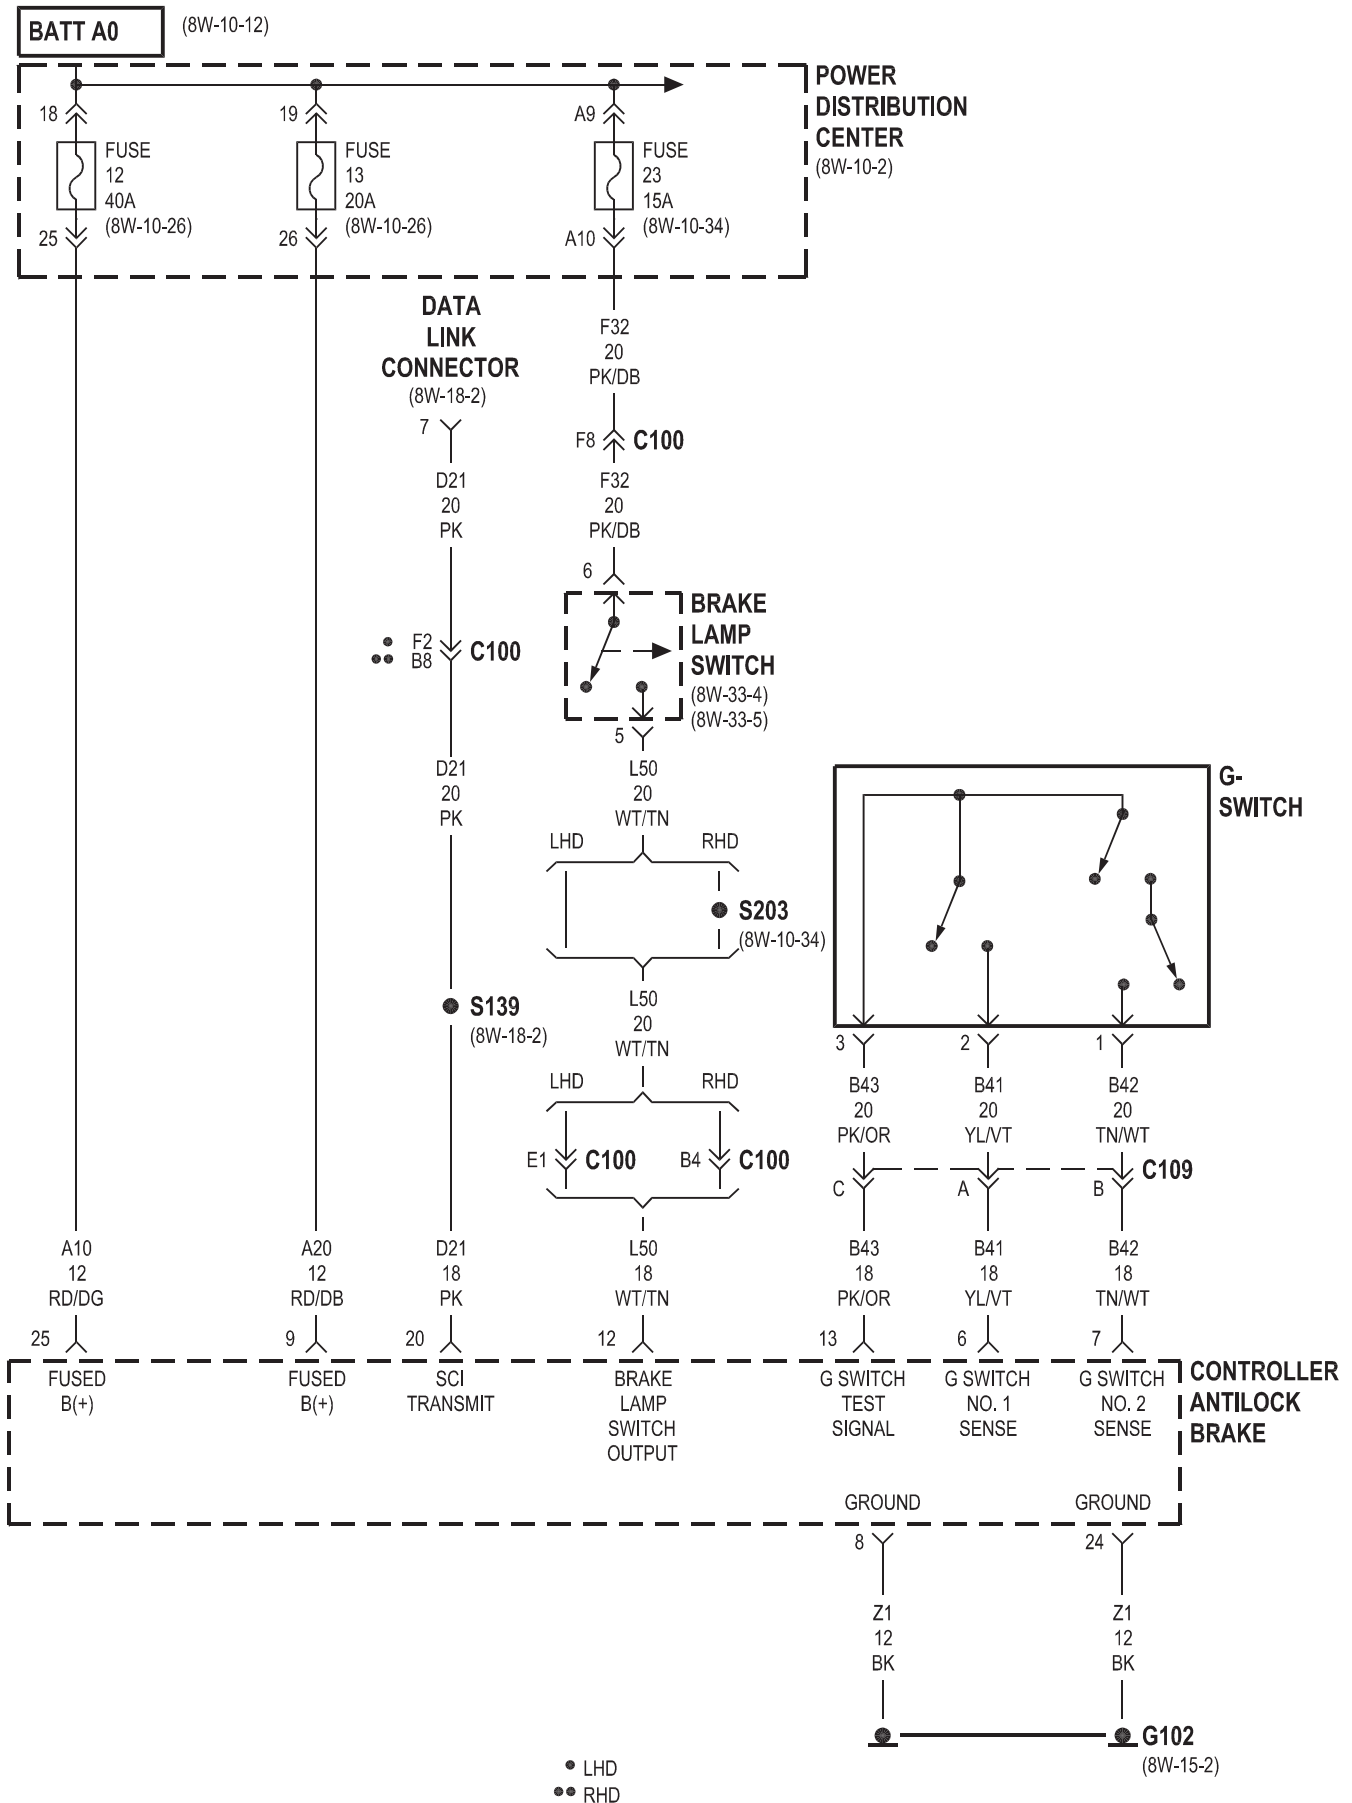 BATT A0
(8W-10-12)
POWER
DISTRIBUTION
CENTER
(8W-10-2)
18
FUSE
12
40A
(8W-10-26)
25
19
FUSE
13
20A
(8W-10-26)
26
A9
FUSE
23
15A
(8W-10-34)
A10
DATA
LINK
CONNECTOR
(8W-18-2)
7
D21
20
PK
F2
B8
C100
D21
20
PK
S139
(8W-18-2)
F32
20
PK/DB
F8
C100
F32
20
PK/DB
6
BRAKE
LAMP
SWITCH
(8W-33-4)
(8W-33-5)
5
L50
20
WT/TN
LHD
RHD
S203
(8W-10-34)
L50
20
WT/TN
LHD
RHD
E1
C100
B4
C100
G-
SWITCH
3
2
1
B43
20
PK/OR
B41
20
YL/VT
B42
20
TN/WT
C
A
B
C109
A10
12
RD/DG
A20
12
RD/DB
D21
18
PK
L50
18
WT/TN
B43
18
PK/OR
B41
18
YL/VT
B42
18
TN/WT
25
9
20
12
13
6
7
FUSED
B(+)
FUSED
B(+)
SCI
TRANSMIT
BRAKE
LAMP
SWITCH
OUTPUT
G SWITCH
TEST
SIGNAL
G SWITCH
NO. 1
SENSE
G SWITCH
NO. 2
SENSE
CONTROLLER
ANTILOCK
BRAKE
GROUND
GROUND
8
24
Z1
12
BK
Z1
12
BK
G102
(8W-15-2)
LHD
RHD